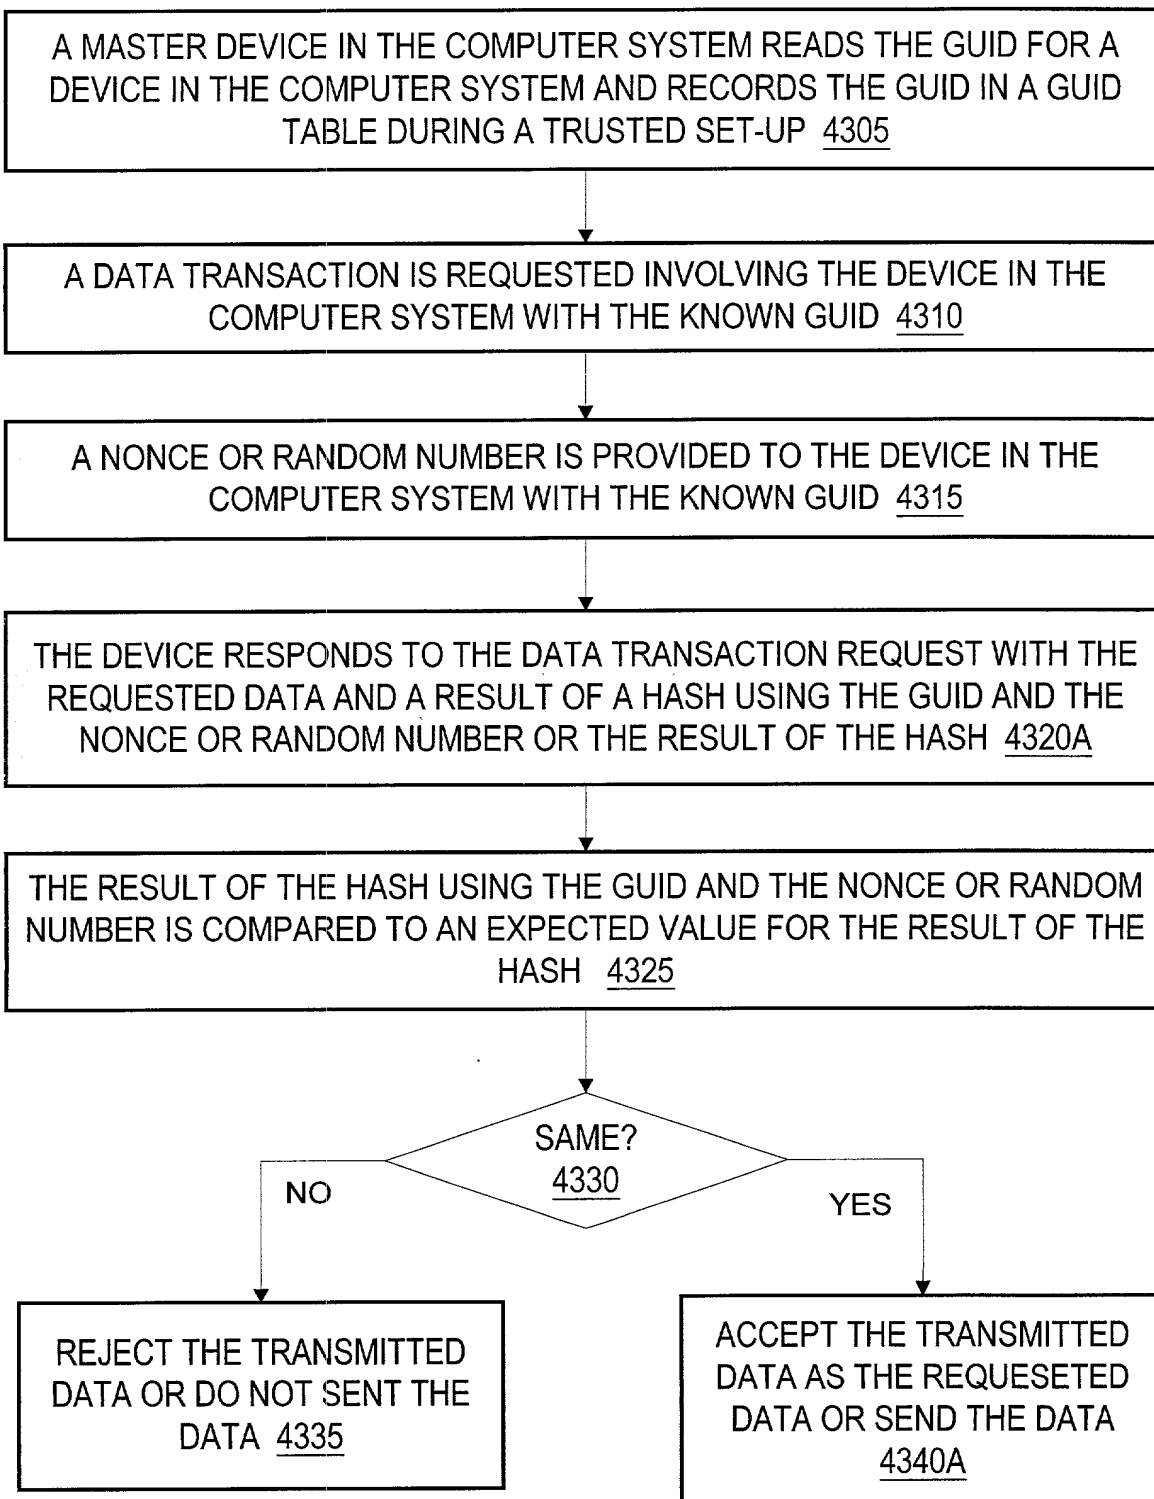 A MASTER DEVICE IN THE COMPUTER SYSTEM READS THE GUID FOR A
DEVICE IN THE COMPUTER SYSTEM AND RECORDS THE GUID IN A GUID
TABLE DURING A TRUSTED SET-UP 4305
A DATA TRANSACTION IS REQUESTED INVOLVING THE DEVICE IN THE
COMPUTER SYSTEM WITH THE KNOWN GUID 4310
A NONCE OR RANDOM NUMBER IS PROVIDED TO THE DEVICE IN THE
COMPUTER SYSTEM WITH THE KNOWN GUID 4315
THE DEVICE RESPONDS TO THE DATA TRANSACTION REQUEST WITH THE
REQUESTED DATA AND A RESULT OF A HASH USING THE GUID AND THE
NONCE OR RANDOM NUMBER OR THE RESULT OF THE HASH 4320A
THE RESULT OF THE HASH USING THE GUID AND THE NONCE OR RANDOM
NUMBER IS COMPARED TO AN EXPECTED VALUE FOR THE RESULT OF THE
HASH 4325
SAME?
4330
NO
YES
REJECT THE TRANSMITTED
DATA OR DO NOT SENT THE
DATA 4335
ACCEPT THE TRANSMITTED
DATA AS THE REQUESETED
DATA OR SEND THE DATA
4340A